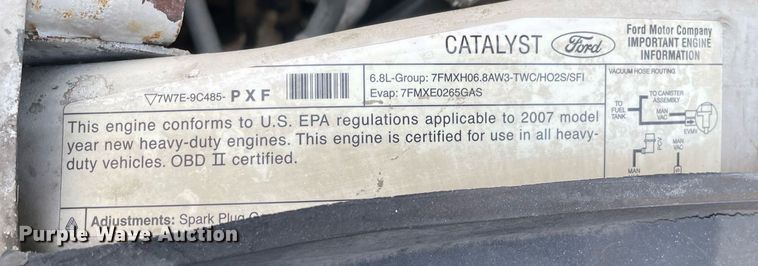 CATALYST Ford
Ford Motor Company
IMPORTANT ENGINE
INFORMATION
7W7E-9C485- PXF
6.8L-Group: 7FMXH06.8AW3-TWC/HO2S/SFI
Evap: 7FMXE0265GAS
This engine conforms to U.S. EPA regulations applicable to 2007 model
year new heavy-duty engines. This engine is certified for use in all heavy-
duty vehicles. OBD II certified.
VACUUM HOSE ROUTING
TO
FUEL
TANK
TO CANISTER
ASSEMBLY
MAN
VAC
EVMV
PCV
MAN
VAC
MAN
VAC
Adjustments: Spark Plug
Purple Wave Auction